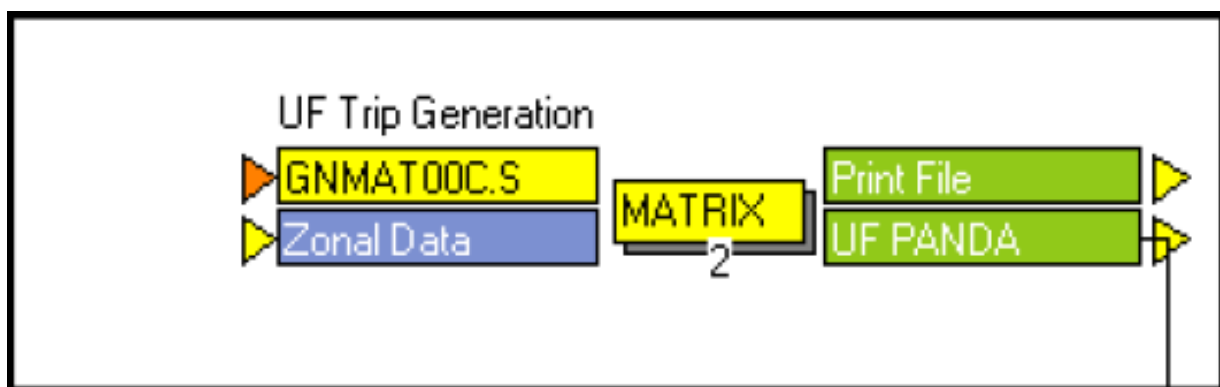 UF Trip Generation
GNMAT00C.S
Zonal Data
MATRIX
2
Print File
UF PANDA